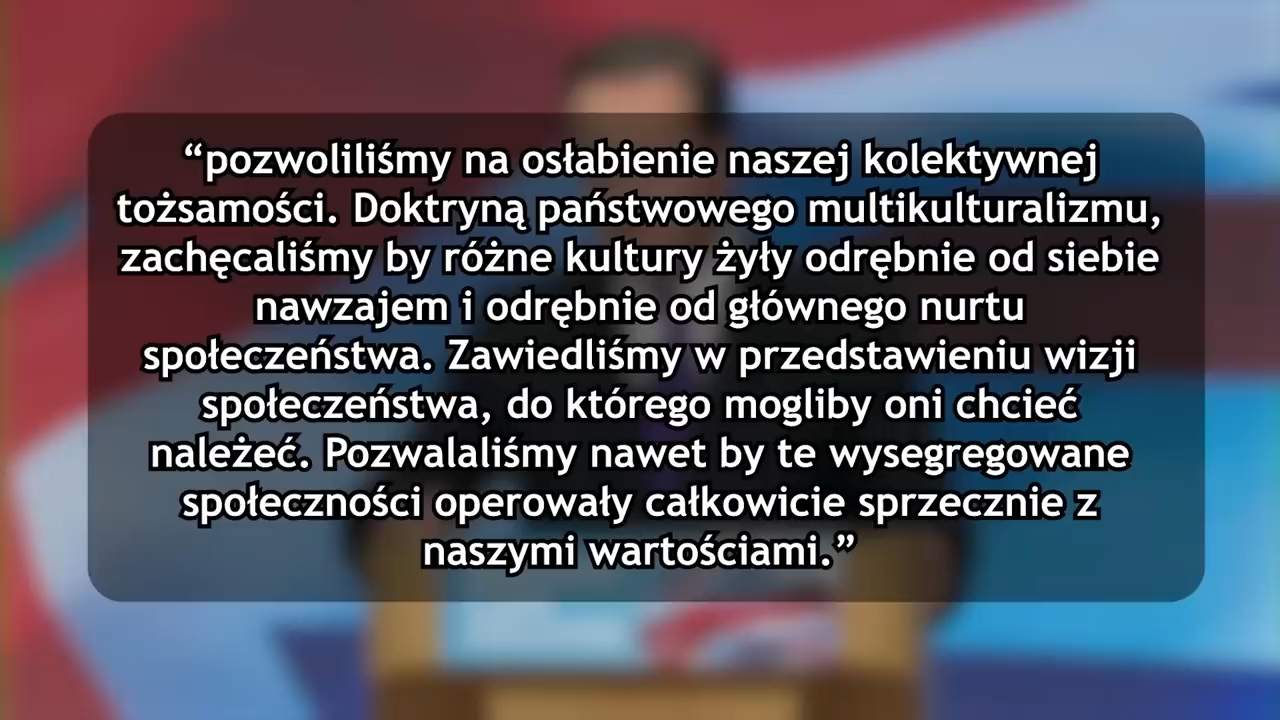 “pozwoliliśmy na osłabienie naszej kolektywnej
tożsamości. Doktryną państwowego multikulturalizmu,
zachęcaliśmy by różne kultury żyły odrębnie od siebie
nawzajem i odrębnie od głównego nurtu
społeczeństwa. Zawiedliśmy w przedstawieniu wizji
społeczeństwa, do którego mogliby oni chcieć
należeć. Pozwalaliśmy nawet by te wysegregowane
społeczności operowały całkowicie sprzecznie z
naszymi wartościami.”